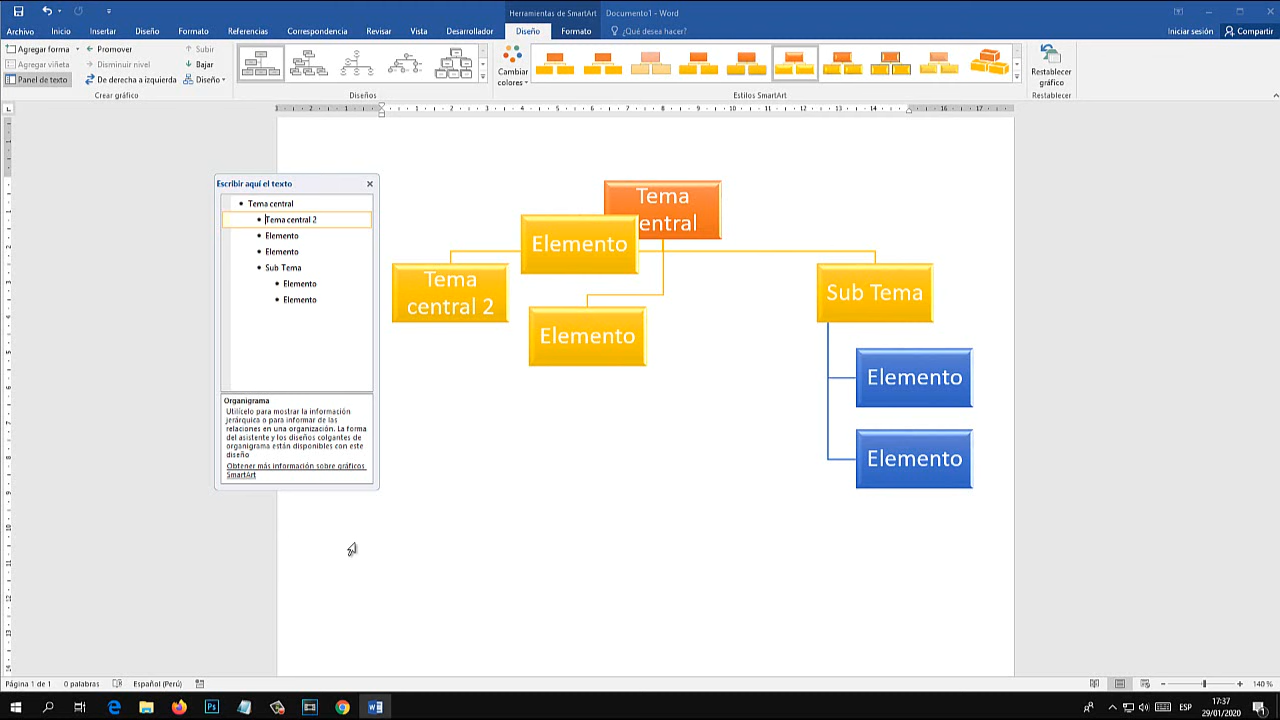 Herramientas de SmartArt
Documento1 - Word
Archivo
Inicio
Insertar
Diseño
Formato
Referencias
Correspondencia
Revisar
Vista
Desarrollador
Diseño
Formato
¿Qué desea hacer?
Iniciar sesión
Compartir
Agregar forma
Promover
Subir
Agregar viñeta
Disminuir nivel
Bajar
Panel de texto
De derecha a izquierda
Diseño
Crear gráfico
Diseños
Cambiar
colores
Estilos SmartArt
Restablecer
gráfico
Restablecer
Escribir aquí el texto
Tema central
Tema central 2
Elemento
Elemento
Sub Tema
Elemento
Elemento
Organigrama
Utilícelo para mostrar la información
jerárquica o para informar de las
relaciones en una organización. La forma
del asistente y los diseños colgantes de
organigrama están disponibles con este
diseño
Obtener más información sobre gráficos
SmartArt
Tema
entral
Elemento
Tema
central 2
Elemento
Sub Tema
Elemento
Elemento
Página 1 de 1
0 palabras
Español (Perú)
140 %
ESP
17:37
29/01/2020